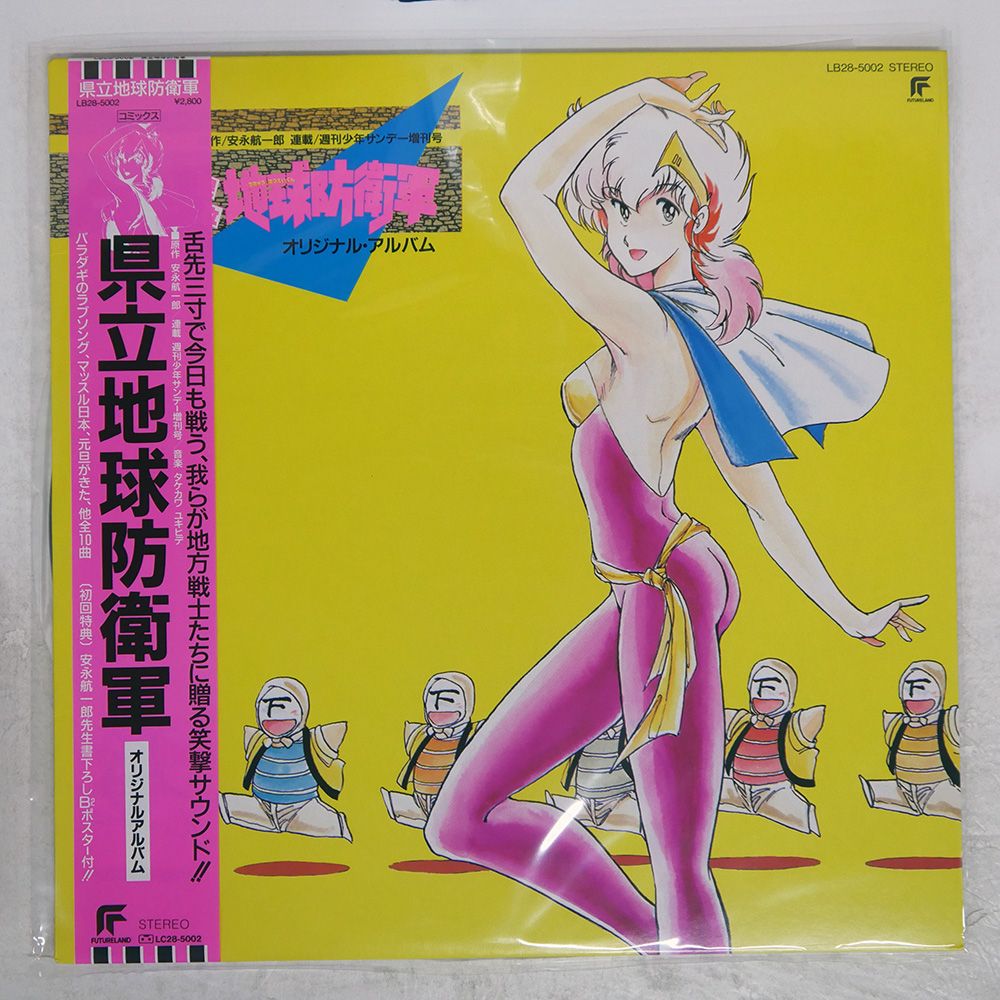 県立地球防衛軍
LB28-5002 ¥2,800
コミックス
舌先三寸で今日も戦う、我らが地方戦士たちに贈る笑撃サウンド!!
■原作 安永航一郎 連載 週刊少年サンデー増刊号 音楽 タケカワ ユキヒデ
県立地球防衛軍
オリジナルアルバム
バラダギのラブソング、マッスル日本、元旦がきた、他全10曲 〔初回特典〕 安永航一郎先生書下ろしB2ポスター付!!
FUTURELAND
STEREO
LC28-5002
作/安永航一郎 連載/週刊少年サンデー増刊号
地球防衛軍
オリジナル・アルバム
LB28-5002 STEREO
FUTURELAND
下
下
下
下
下